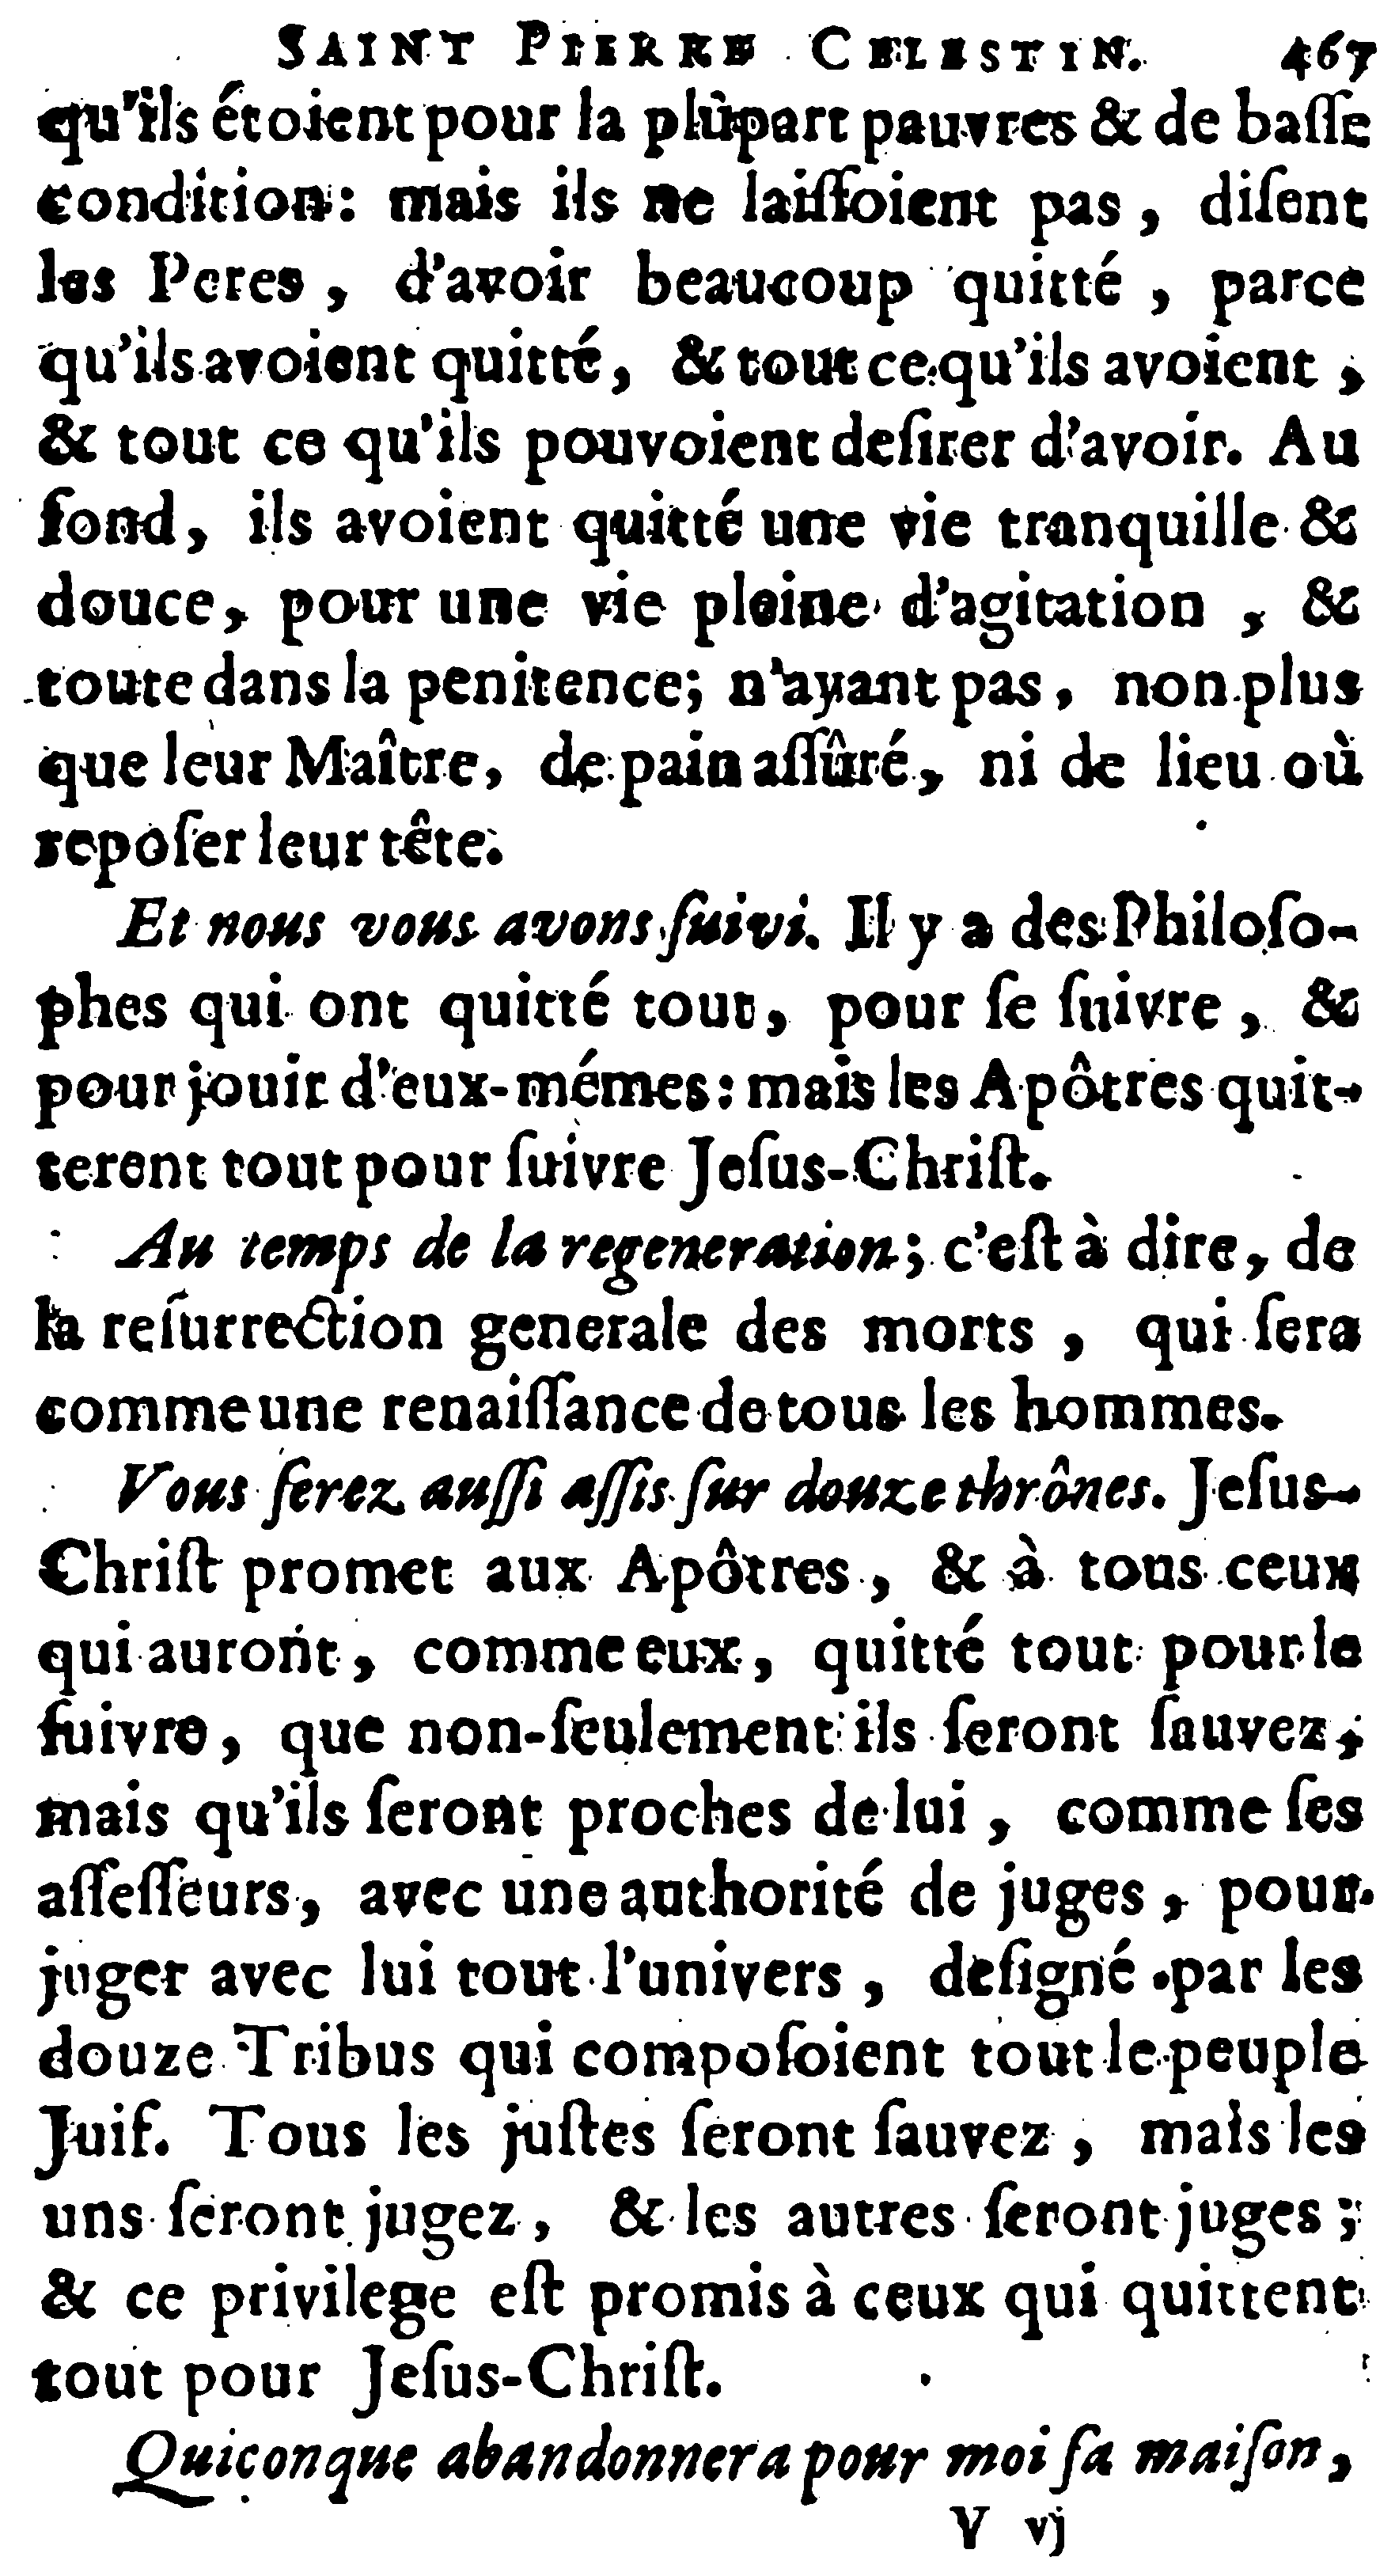 SAINT PIERRE CELESTIN. 467
qu'ils étoient pour la plûpart pauvres & de baſſe
condition: mais ils ne laiſſoient pas, diſent
les Peres, d'avoir beaucoup quitté, parce
qu'ils avoient quitté, & tout ce qu'ils avoient,
& tout ce qu'ils pouvoient deſirer d'avoir. Au
fond, ils avoient quitté une vie tranquille &
douce, pour une vie pleine d'agitation, &
toute dans la penitence; n'ayant pas, non plus
que leur Maître, de pain aſſûré, ni de lieu où
repoſer leur tête.
Et nous vous avons ſuivi. Il y a des Philoſo-
phes qui ont quitté tout, pour ſe ſuivre, &
pour jouir d'eux-mémes: mais les Apôtres quit-
terent tout pour ſuivre Jeſus-Chriſt.
Au temps de la regeneration; c'eſt à dire, de
la reſurrection generale des morts, qui ſera
comme une renaiſſance de tous les hommes.
Vous ſerez auſſi aſſis ſur douze thrônes. Jeſus-
Chriſt promet aux Apôtres, & à tous ceux
qui auront, comme eux, quitté tout pour le
ſuivre, que non-ſeulement ils ſeront ſauvez,
mais qu'ils ſeront proches de lui, comme ſes
aſſeſſeurs, avec une authorité de juges, pour
juger avec lui tout l'univers, deſigné par les
douze Tribus qui compoſoient tout le peuple
Juif. Tous les juſtes ſeront ſauvez, mais les
uns ſeront jugez, & les autres ſeront juges;
& ce privilege eſt promis à ceux qui quittent
tout pour Jeſus-Chriſt.
Quiconque abandonnera pour moi ſa maiſon,
V vj